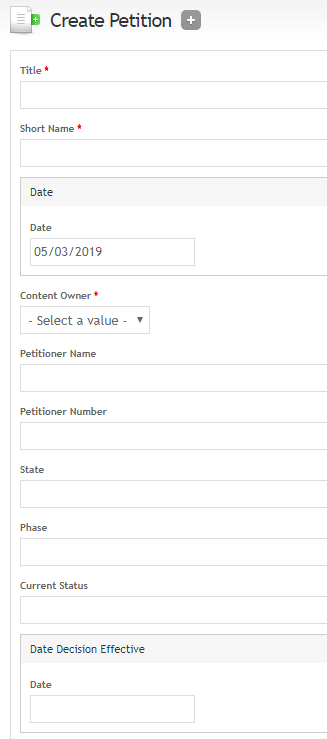 Create Petition
Title *
Short Name *
Date
Date
05/03/2019
Content Owner *
- Select a value -
Petitioner Name
Petitioner Number
State
Phase
Current Status
Date Decision Effective
Date